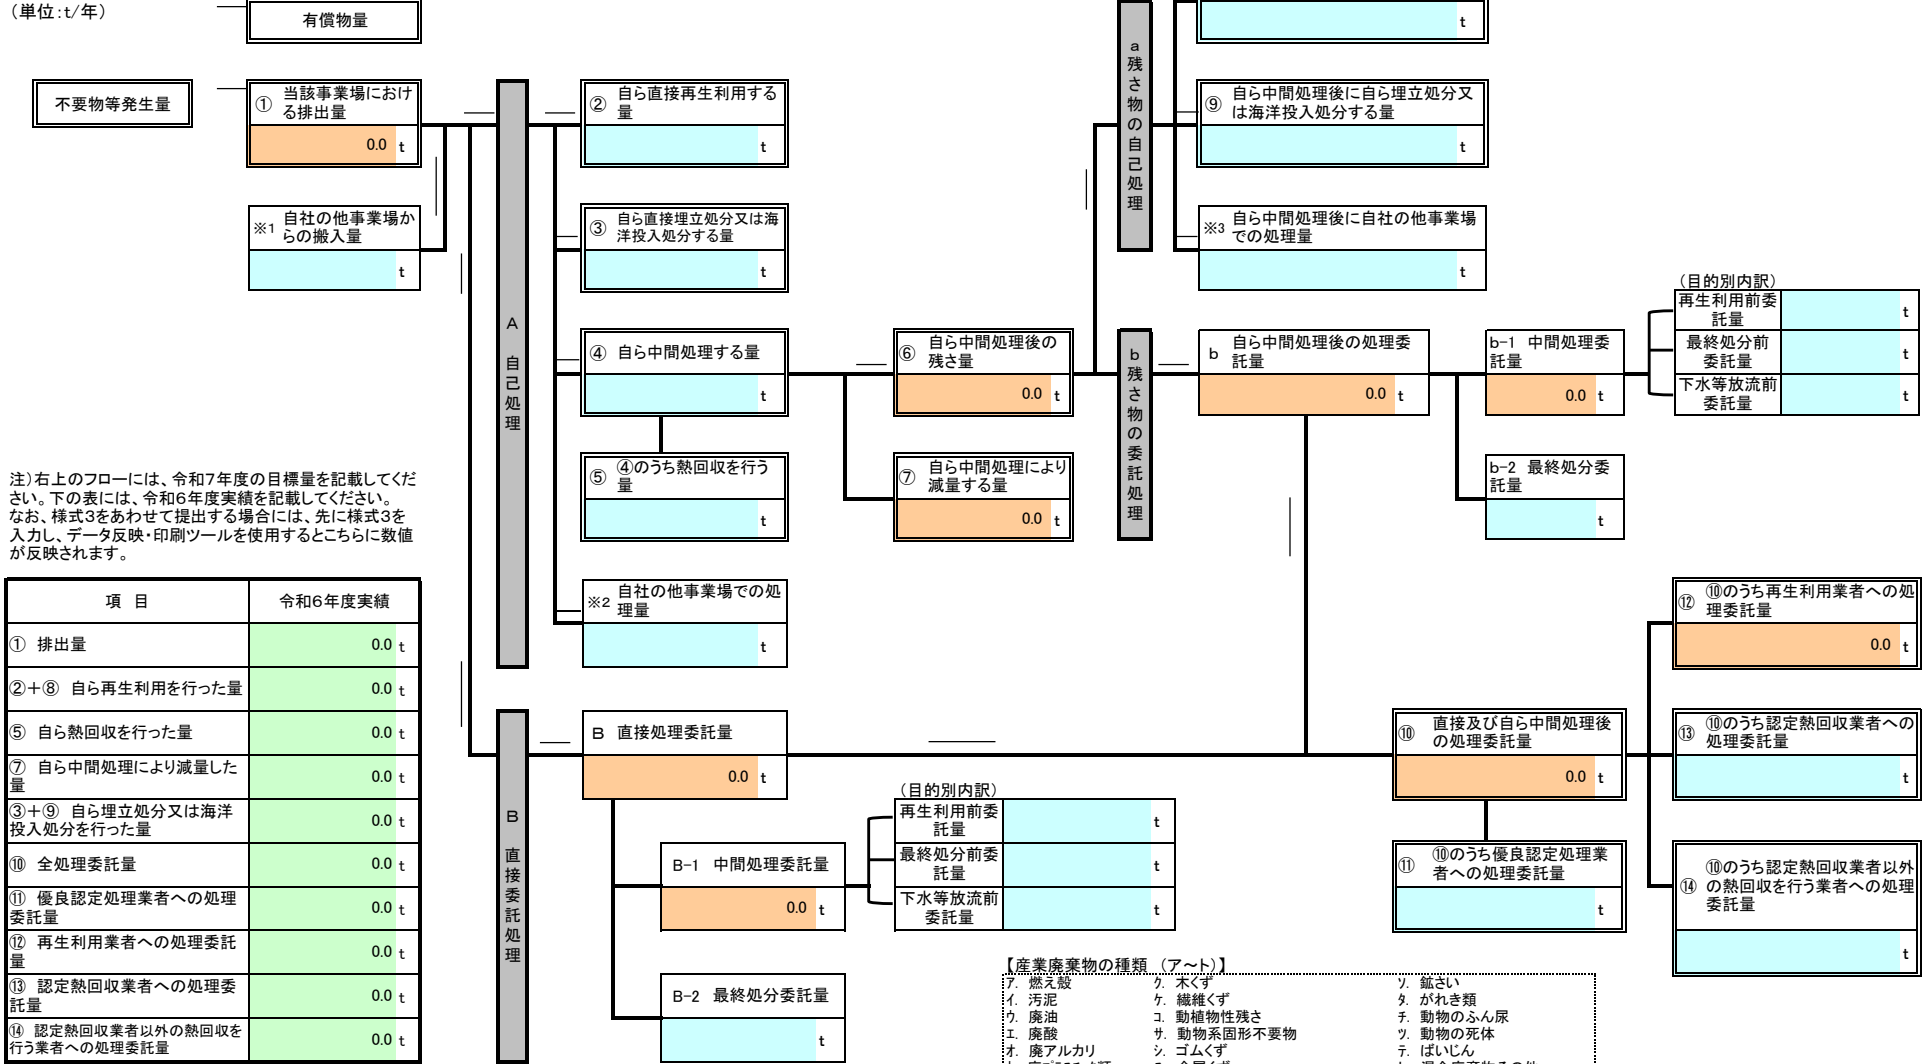 (単位:t/年)
有償物量
t
不要物等発生量
① 当該事業場におけ
る排出量
0.0 t
※1 自社の他事業場か
らの搬入量
t
A 自己処理
② 自ら直接再生利用する
量
t
③ 自ら直接埋立処分又は海
洋投入処分する量
t
④ 自ら中間処理する量
t
⑤ ④のうち熱回収を行う
量
t
※2 自社の他事業場での処
理量
t
⑥ 自ら中間処理後の
残さ量
0.0 t
⑦ 自ら中間処理により
減量する量
0.0 t
a 残さ物の自己処理
⑨ 自ら中間処理後に自ら埋立処分又
は海洋投入処分する量
t
※3 自ら中間処理後に自社の他事業場
での処理量
t
b 残さ物の委託処理
b 自ら中間処理後の処理委
託量
0.0 t
b-1 中間処理委
託量
0.0 t
b-2 最終処分委
託量
t
(目的別内訳)
再生利用前委
託量
t
最終処分前
委託量
t
下水等放流前
委託量
t
注)右上のフローには、令和7年度の目標量を記載してくだ
さい。下の表には、令和6年度実績を記載してください。
なお、様式3をあわせて提出する場合には、先に様式3を
入力し、データ反映・印刷ツールを使用するとこちらに数値
が反映されます。
項 目 令和6年度実績
① 排出量 0.0 t
②+⑧ 自ら再生利用を行った量 0.0 t
⑤ 自ら熱回収を行った量 0.0 t
⑦ 自ら中間処理により減量した
量 0.0 t
③+⑨ 自ら埋立処分又は海洋
投入処分を行った量 0.0 t
⑩ 全処理委託量 0.0 t
⑪ 優良認定処理業者への処理
委託量 0.0 t
⑫ 再生利用業者への処理委託
量 0.0 t
⑬ 認定熱回収業者への処理委
託量 0.0 t
⑭ 認定熱回収業者以外の熱回収を
行う業者への処理委託量 0.0 t
B 直接委託処理
B 直接処理委託量
0.0 t
B-1 中間処理委託量
0.0 t
B-2 最終処分委託量
t
(目的別内訳)
再生利用前委
託量
t
最終処分前委
託量
t
下水等放流前
委託量
t
⑩ 直接及び自ら中間処理後
の処理委託量
0.0 t
⑪ ⑩のうち優良認定処理業
者への処理委託量
t
⑫ ⑩のうち再生利用業者への処
理委託量
0.0 t
⑬ ⑩のうち認定熱回収業者への
処理委託量
t
⑭ ⑩のうち認定熱回収業者以外
の熱回収を行う業者への処理
委託量
t
【産業廃棄物の種類 (ア~ト)】
ア. 燃え殻 ク. 木くず ソ. 鉱さい
イ. 汚泥 ケ. 繊維くず タ. がれき類
ウ. 廃油 コ. 動植物性残さ チ. 動物のふん尿
エ. 廃酸 サ. 動物系固形不要物 ツ. 動物の死体
オ. 廃アルカリ シ. ゴムくず テ. ばいじん